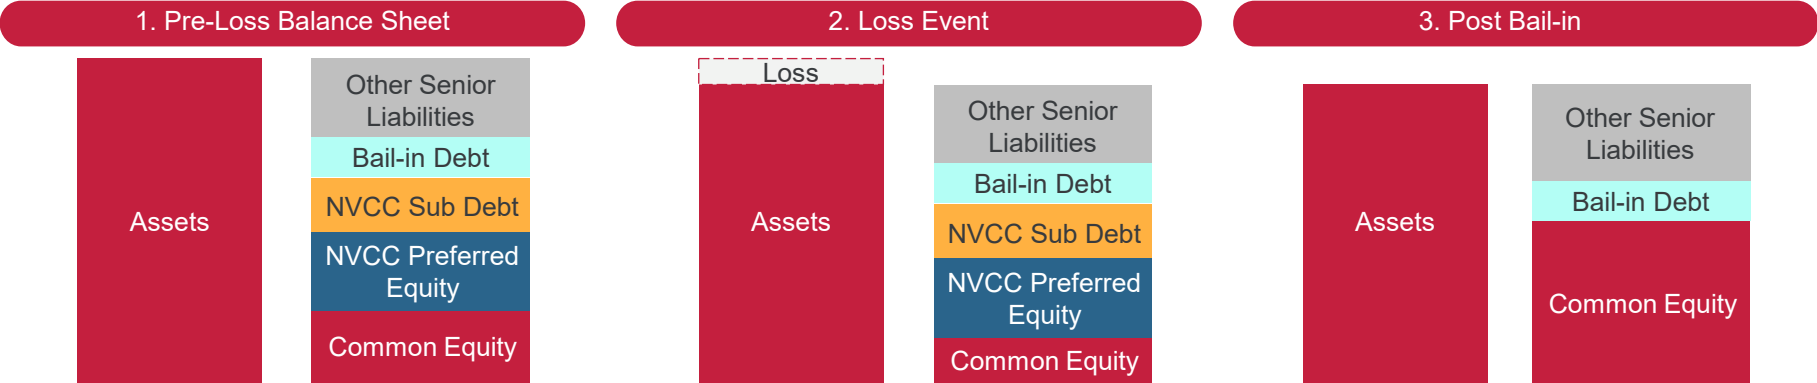 1. Pre-Loss Balance Sheet
Assets
Other Senior
Liabilities
Bail-in Debt
NVCC Sub Debt
NVCC Preferred
Equity
Common Equity
2. Loss Event
Loss
Assets
Other Senior
Liabilities
Bail-in Debt
NVCC Sub Debt
NVCC Preferred
Equity
Common Equity
3. Post Bail-in
Assets
Other Senior
Liabilities
Bail-in Debt
Common Equity